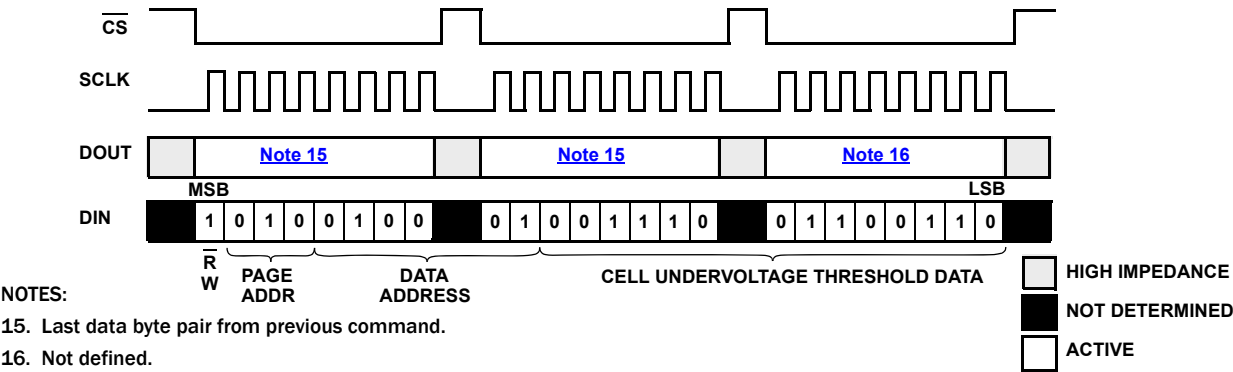 CS
SCLK
DOUT
Note 15
Note 15
Note 16
MSB
LSB
DIN
1 0 1 0 0 1 0 0
0 1 0 0 1 1 1 0
0 1 1 0 0 1 1 0
R
W
PAGE
ADDR
DATA
ADDRESS
CELL UNDERVOLTAGE THRESHOLD DATA
HIGH IMPEDANCE
NOT DETERMINED
ACTIVE
NOTES:
15. Last data byte pair from previous command.
16. Not defined.